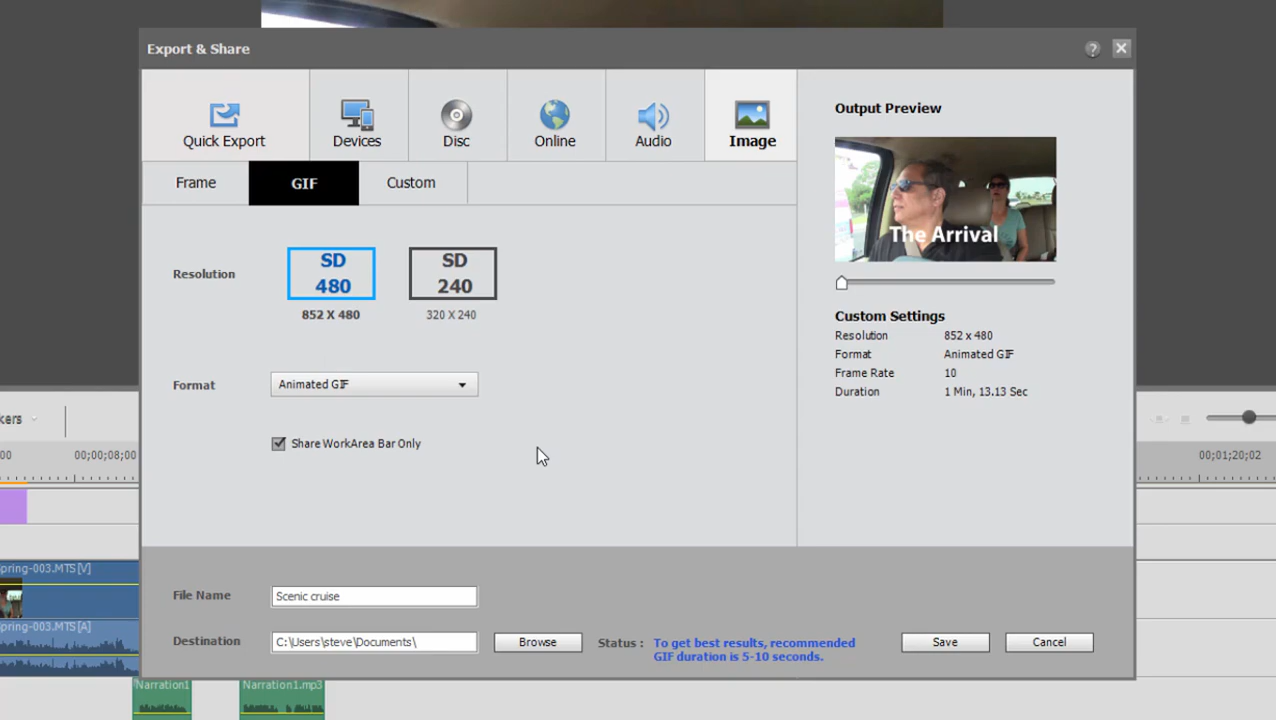 Export & Share
?
Quick Export
Devices
Disc
Online
Audio
Image
Frame
GIF
Custom
Resolution
SD
480
852 X 480
SD
240
320 X 240
Format
Animated GIF
Share WorkArea Bar Only
Output Preview
The Arrival
Custom Settings
Resolution 852 x 480
Format Animated GIF
Frame Rate 10
Duration 1 Min, 13.13 Sec
File Name
Scenic cruise
Destination
C:\Users\steve\Documents\
Browse
Status :
To get best results, recommended
GIF duration is 5-10 seconds.
Save
Cancel
kers
00
00;00;08;00
00;01;20;02
pring-003.MTS[V]
pring-003.MTS[A]
Narration1
Narration1.mp3